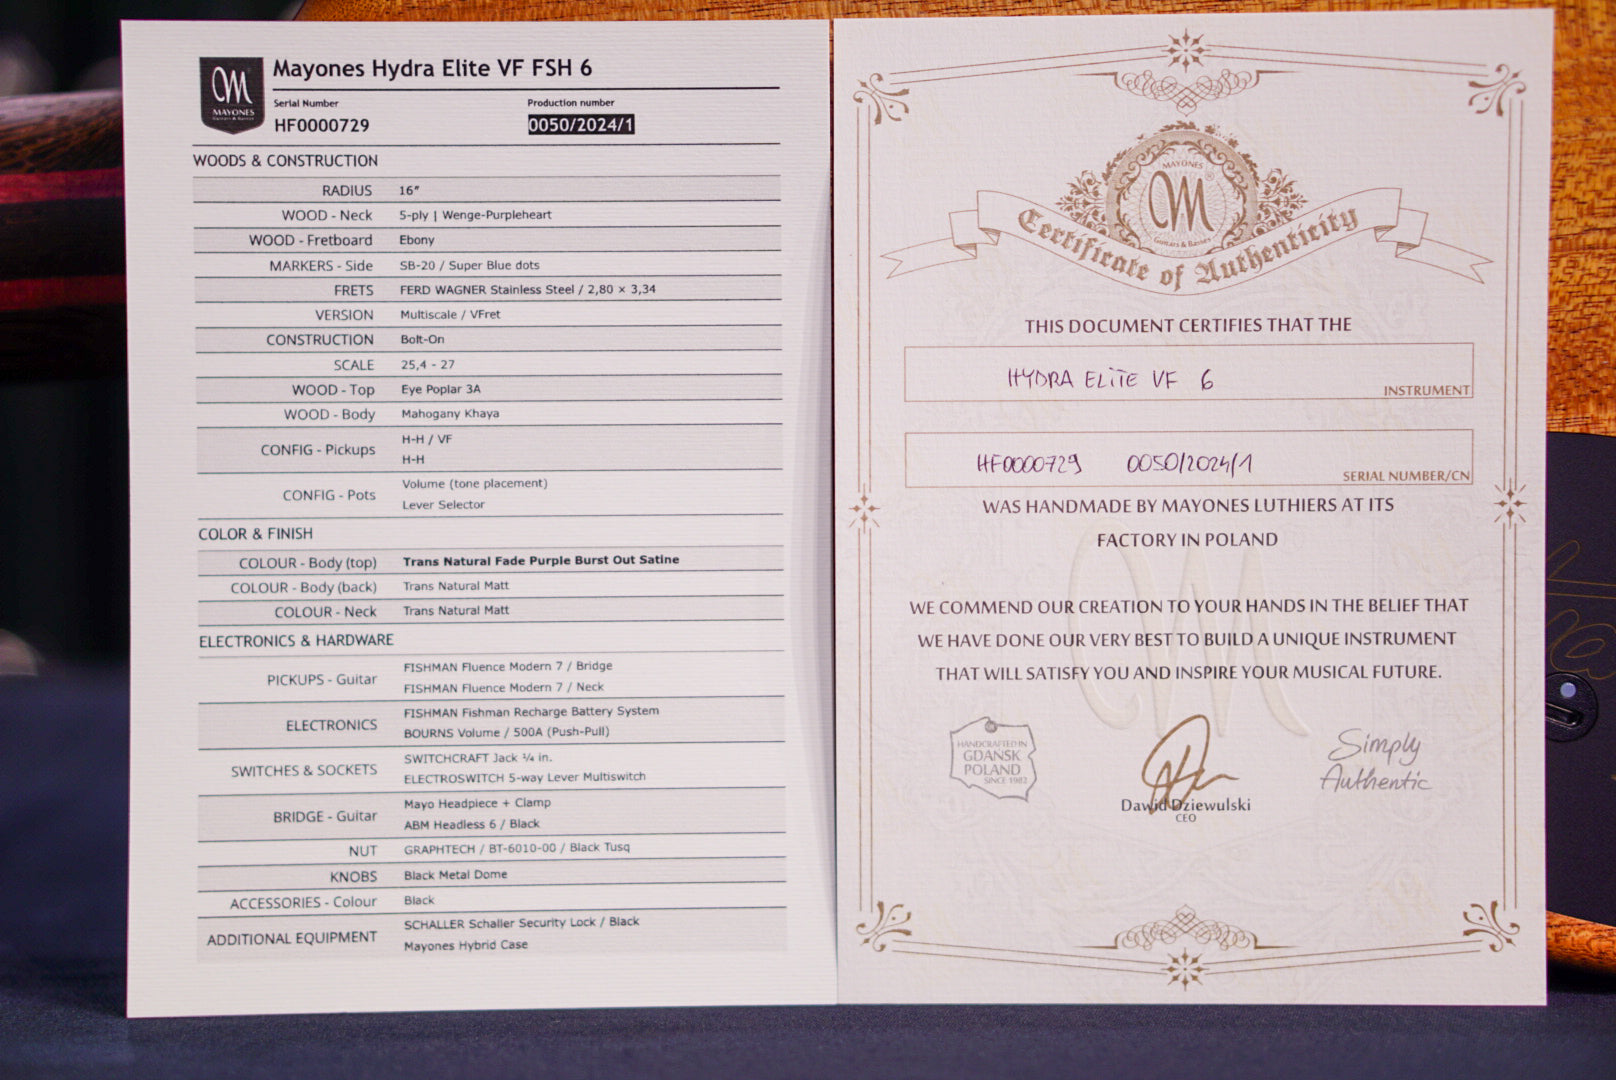 M
MAYONES
Guitars & Basses
Mayones Hydra Elite VF FSH 6
Serial Number Production number
HF0000729 0050/2024/1
WOODS & CONSTRUCTION
RADIUS 16"
WOOD - Neck 5-ply | Wenge-Purpleheart
WOOD - Fretboard Ebony
MARKERS - Side SB-20 / Super Blue dots
FRETS FERD WAGNER Stainless Steel / 2,80 × 3,34
VERSION Multiscale / VFret
CONSTRUCTION Bolt-On
SCALE 25,4 - 27
WOOD - Top Eye Poplar 3A
WOOD - Body Mahogany Khaya
CONFIG - Pickups H-H / VF
H-H
CONFIG - Pots Volume (tone placement)
Lever Selector
COLOR & FINISH
COLOUR - Body (top) Trans Natural Fade Purple Burst Out Satine
COLOUR - Body (back) Trans Natural Matt
COLOUR - Neck Trans Natural Matt
ELECTRONICS & HARDWARE
PICKUPS - Guitar FISHMAN Fluence Modern 7 / Bridge
FISHMAN Fluence Modern 7 / Neck
ELECTRONICS FISHMAN Fishman Recharge Battery System
BOURNS Volume / 500A (Push-Pull)
SWITCHES & SOCKETS SWITCHCRAFT Jack ¼ in.
ELECTROSWITCH 5-way Lever Multiswitch
BRIDGE - Guitar Mayo Headpiece + Clamp
ABM Headless 6 / Black
NUT GRAPHTECH / BT-6010-00 / Black Tusq
KNOBS Black Metal Dome
ACCESSORIES - Colour Black
ADDITIONAL EQUIPMENT SCHALLER Schaller Security Lock / Black
Mayones Hybrid Case
MAYONES
M®
Guitars & Basses
Certificate of Authenticity
THIS DOCUMENT CERTIFIES THAT THE
HYDRA ELITE VF 6
INSTRUMENT
HF0000729 0050/2024/1
SERIAL NUMBER/CN
WAS HANDMADE BY MAYONES LUTHIERS AT ITS
FACTORY IN POLAND
WE COMMEND OUR CREATION TO YOUR HANDS IN THE BELIEF THAT
WE HAVE DONE OUR VERY BEST TO BUILD A UNIQUE INSTRUMENT
THAT WILL SATISFY YOU AND INSPIRE YOUR MUSICAL FUTURE.
HANDCRAFTED IN
GDAŃSK
POLAND
SINCE 1982
Dawid Dziewulski
CEO
Simply
Authentic